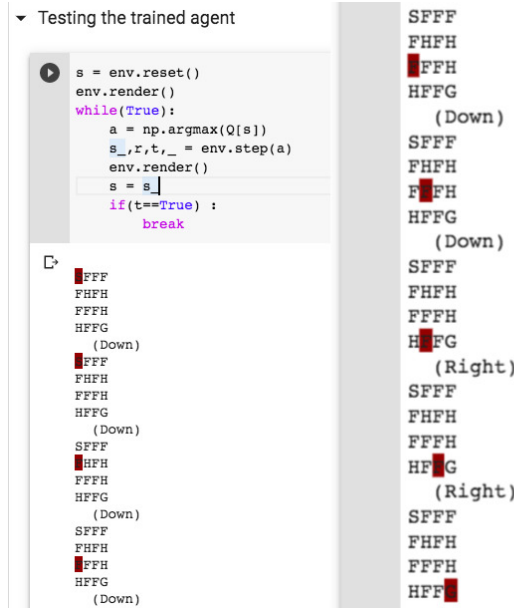 Testing the trained agent
s = env.reset()
env.render()
while(True):
    a = np.argmax(Q[s])
    s_,r,t,_ = env.step(a)
    env.render()
    s = s_
    if(t==True) :
        break
SFFF
FHFH
FFFH
HFFG
(Down)
SFFF
FHFH
FFFH
HFFG
(Down)
SFFF
FHFH
FFFH
HFFG
(Down)
SFFF
FHFH
FFFH
HFFG
(Down)
SFFF
FHFH
FFFH
HFFG
(Down)
SFFF
FHFH
FFFH
HFFG
(Down)
SFFF
FHFH
FFFH
HFFG
(Right)
SFFF
FHFH
FFFH
HFFG
(Right)
SFFF
FHFH
FFFH
HFFG